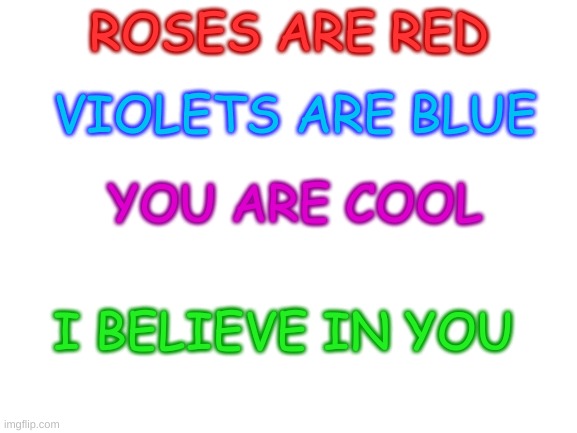 ROSES ARE RED
VIOLETS ARE BLUE
YOU ARE COOL
I BELIEVE IN YOU
imgflip.com